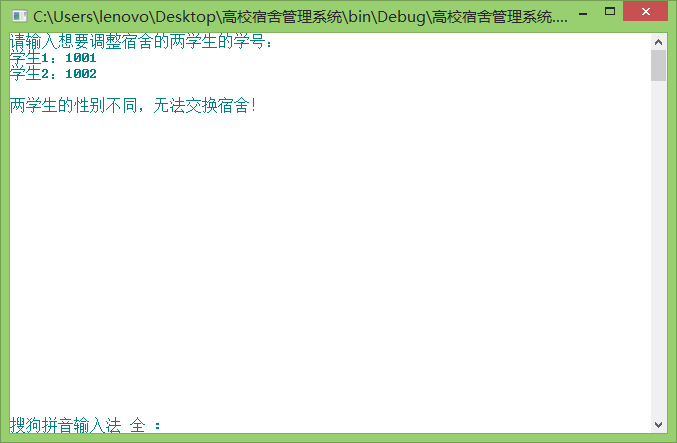 C:\Users\lenovo\Desktop\高校宿舍管理系统\bin\Debug\高校宿舍管理系统....
请输入想要调整宿舍的两学生的学号：
学生1：1001
学生2：1002
两学生的性别不同，无法交换宿舍！
搜狗拼音输入法 全 ：